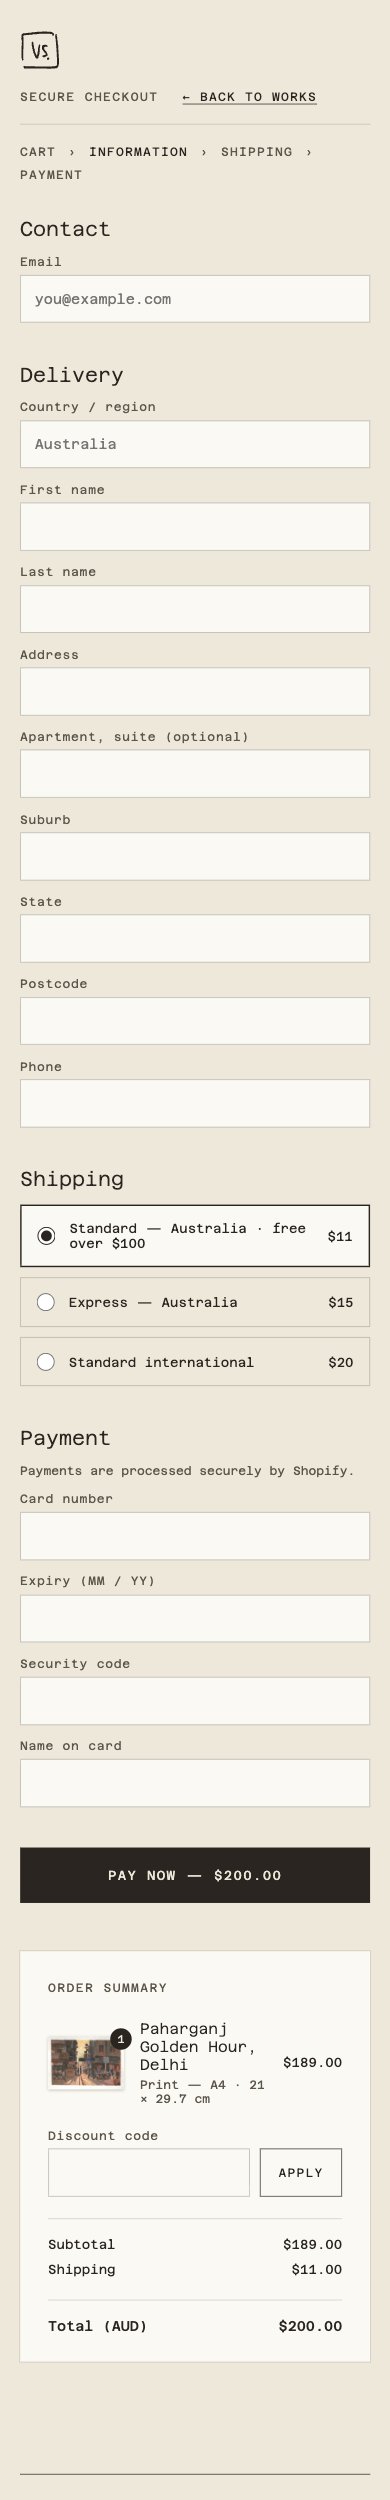 VS.
SECURE CHECKOUT ← BACK TO WORKS
CART › INFORMATION › SHIPPING ›
PAYMENT
Contact
Email
you@example.com
Delivery
Country / region
Australia
First name
Last name
Address
Apartment, suite (optional)
Suburb
State
Postcode
Phone
Shipping
Standard — Australia · free
over $100
$11
Express — Australia $15
Standard international $20
Payment
Payments are processed securely by Shopify.
Card number
Expiry (MM / YY)
Security code
Name on card
PAY NOW — $200.00
ORDER SUMMARY
1
Paharganj
Golden Hour,
Delhi
$189.00
Print — A4 · 21
× 29.7 cm
Discount code
APPLY
Subtotal $189.00
Shipping $11.00
Total (AUD) $200.00